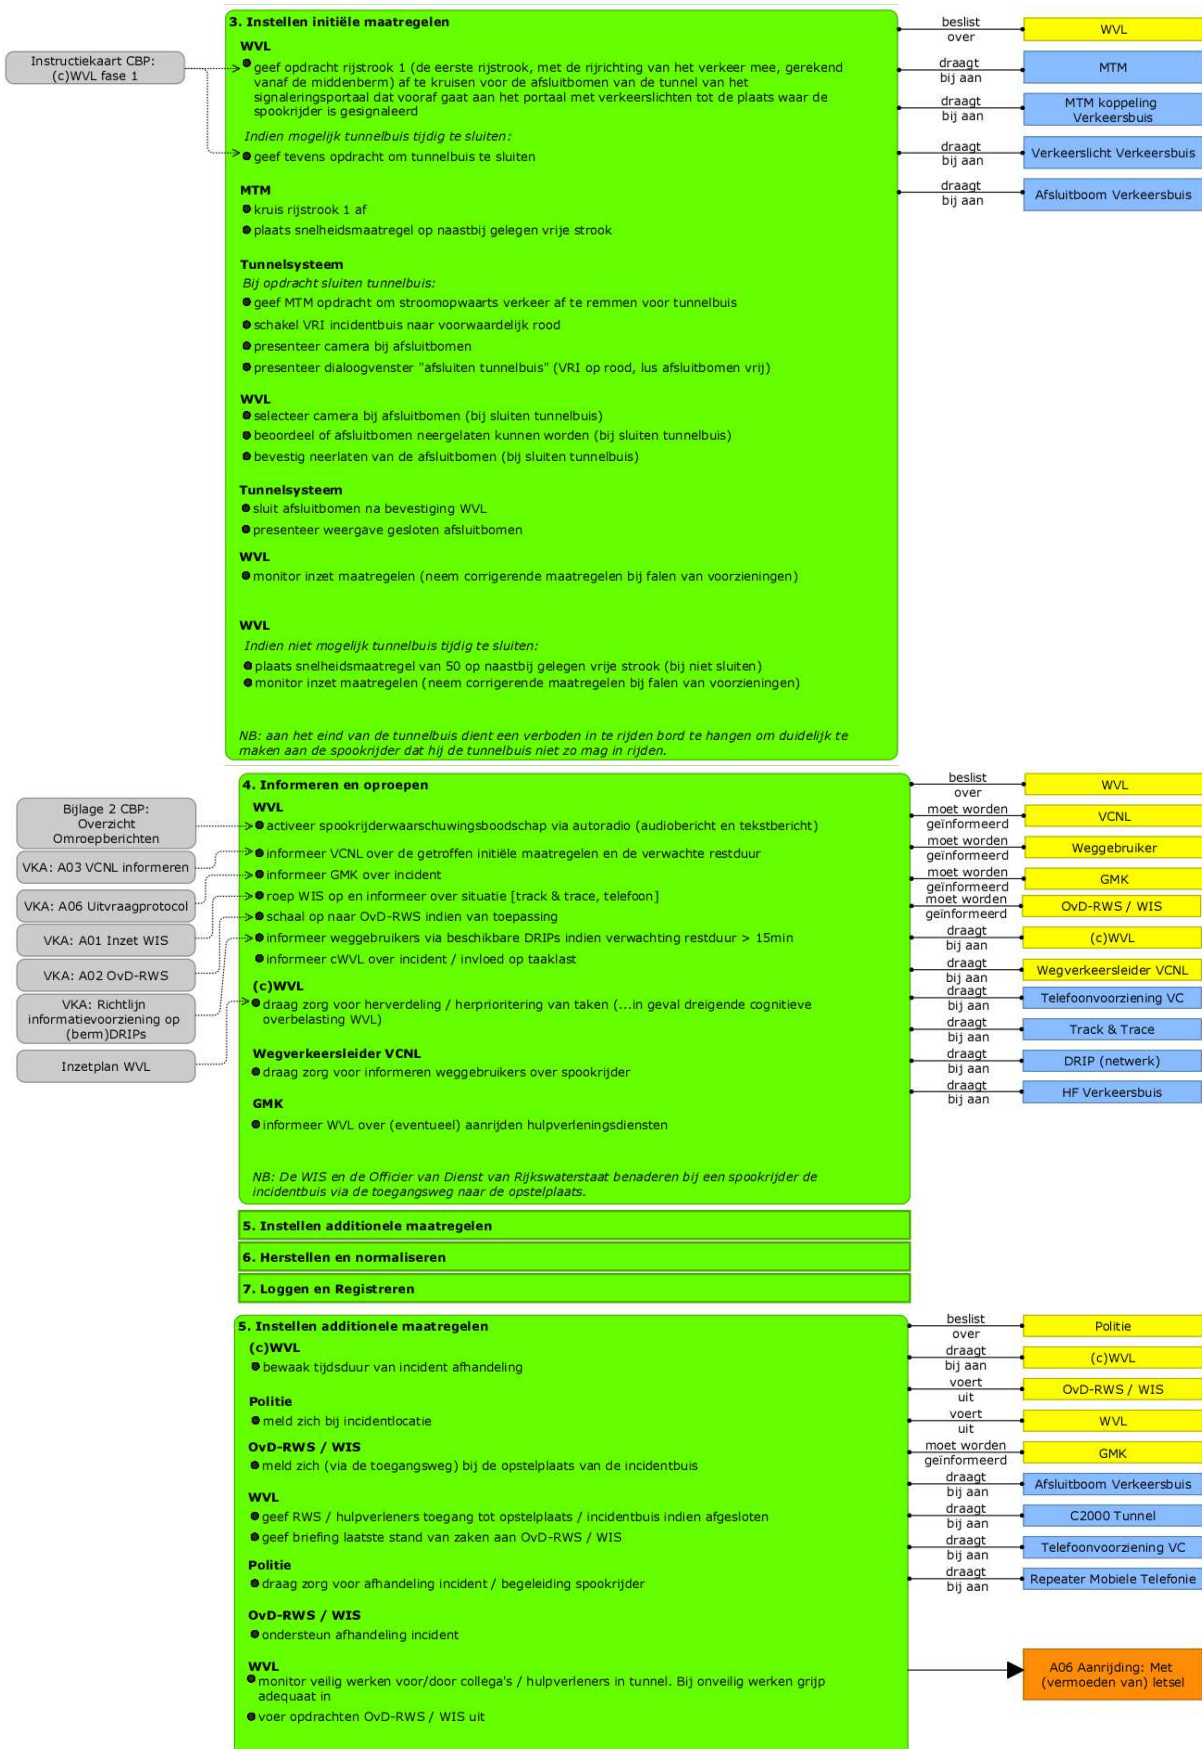 3. Instellen initiële maatregelen
WVL
geef opdracht rijstrook 1 (de eerste rijstrook, met de rijrichting van het verkeer mee, gerekend
vanaf de middenberm) af te kruisen voor de afsluitbomen van de tunnel van het
signaleringsportaal dat vooraf gaat aan het portaal met verkeerslichten tot de plaats waar de
spookrijder is gesignaleerd
Indien mogelijk tunnelbuis tijdig te sluiten:
geef tevens opdracht om tunnelbuis te sluiten
MTM
kruis rijstrook 1 af
plaats snelheidsmaatregel op naastbij gelegen vrije strook
Tunnelsysteem
Bij opdracht sluiten tunnelbuis:
geef MTM opdracht om stroomopwaarts verkeer af te remmen voor tunnelbuis
schakel VRI incidentbuis naar voorwaardelijk rood
presenteer camera bij afsluitbomen
presenteer dialoogvenster "afsluiten tunnelbuis" (VRI op rood, lus afsluitbomen vrij)
WVL
selecteer camera bij afsluitbomen (bij sluiten tunnelbuis)
beoordeel of afsluitbomen neergelaten kunnen worden (bij sluiten tunnelbuis)
bevestig neerlaten van de afsluitbomen (bij sluiten tunnelbuis)
Tunnelsysteem
sluit afsluitbomen na bevestiging WVL
presenteer weergave gesloten afsluitbomen
WVL
monitor inzet maatregelen (neem corrigerende maatregelen bij falen van voorzieningen)
WVL
Indien niet mogelijk tunnelbuis tijdig te sluiten:
plaats snelheidsmaatregel van 50 op naastbij gelegen vrije strook (bij niet sluiten)
monitor inzet maatregelen (neem corrigerende maatregelen bij falen van voorzieningen)
NB: aan het eind van de tunnelbuis dient een verboden in te rijden bord te hangen om duidelijk te
maken aan de spookrijder dat hij de tunnelbuis niet zo mag in rijden.
Instructiekaart CBP:
(c)WVL fase 1
beslist
over
WVL
draagt
bij aan
MTM
draagt
bij aan
MTM koppeling
Verkeersbuis
draagt
bij aan
Verkeerslicht Verkeersbuis
draagt
bij aan
Afsluitboom Verkeersbuis
4. Informeren en oproepen
WVL
activeer spookrijderwaarschuwingsboodschap via autoradio (audiobericht en tekstbericht)
informeer VCNL over de getroffen initiële maatregelen en de verwachte restduur
informeer GMK over incident
roep WIS op en informeer over situatie [track & trace, telefoon]
schaal op naar OvD-RWS indien van toepassing
informeer weggebruikers via beschikbare DRIPs indien verwachting restduur > 15min
informeer cWVL over incident / invloed op taaklast
(c)WVL
draag zorg voor herverdeling / herprioritering van taken (...in geval dreigende cognitieve
overbelasting WVL)
Wegverkeersleider VCNL
draag zorg voor informeren weggebruikers over spookrijder
GMK
informeer WVL over (eventueel) aanrijden hulpverleningsdiensten
NB: De WIS en de Officier van Dienst van Rijkswaterstaat benaderen bij een spookrijder de
incidentbuis via de toegangsweg naar de opstelplaats.
Bijlage 2 CBP:
Overzicht
Omroepberichten
VKA: A03 VCNL informeren
VKA: A06 Uitvraagprotocol
VKA: A01 Inzet WIS
VKA: A02 OvD-RWS
VKA: Richtlijn
informatievoorziening op
(berm)DRIPs
Inzetplan WVL
beslist
over
WVL
moet worden
geïnformeerd
VCNL
moet worden
geïnformeerd
Weggebruiker
moet worden
geïnformeerd
GMK
moet worden
geïnformeerd
OvD-RWS / WIS
draagt
bij aan
(c)WVL
draagt
bij aan
Wegverkeersleider VCNL
draagt
bij aan
Telefoonvoorziening VC
draagt
bij aan
Track & Trace
draagt
bij aan
DRIP (netwerk)
draagt
bij aan
HF Verkeersbuis
5. Instellen additionele maatregelen
6. Herstellen en normaliseren
7. Loggen en Registreren
5. Instellen additionele maatregelen
(c)WVL
bewaak tijdsduur van incident afhandeling
Politie
meld zich bij incidentlocatie
OvD-RWS / WIS
meld zich (via de toegangsweg) bij de opstelplaats van de incidentbuis
WVL
geef RWS / hulpverleners toegang tot opstelplaats / incidentbuis indien afgesloten
geef briefing laatste stand van zaken aan OvD-RWS / WIS
Politie
draag zorg voor afhandeling incident / begeleiding spookrijder
OvD-RWS / WIS
ondersteun afhandeling incident
WVL
monitor veilig werken voor/door collega's / hulpverleners in tunnel. Bij onveilig werken grijp
adequaat in
voer opdrachten OvD-RWS / WIS uit
beslist
over
Politie
draagt
bij aan
(c)WVL
voert
uit
OvD-RWS / WIS
voert
uit
WVL
moet worden
geïnformeerd
GMK
draagt
bij aan
Afsluitboom Verkeersbuis
draagt
bij aan
C2000 Tunnel
draagt
bij aan
Telefoonvoorziening VC
draagt
bij aan
Repeater Mobiele Telefonie
A06 Aanrijding: Met
(vermoeden van) letsel